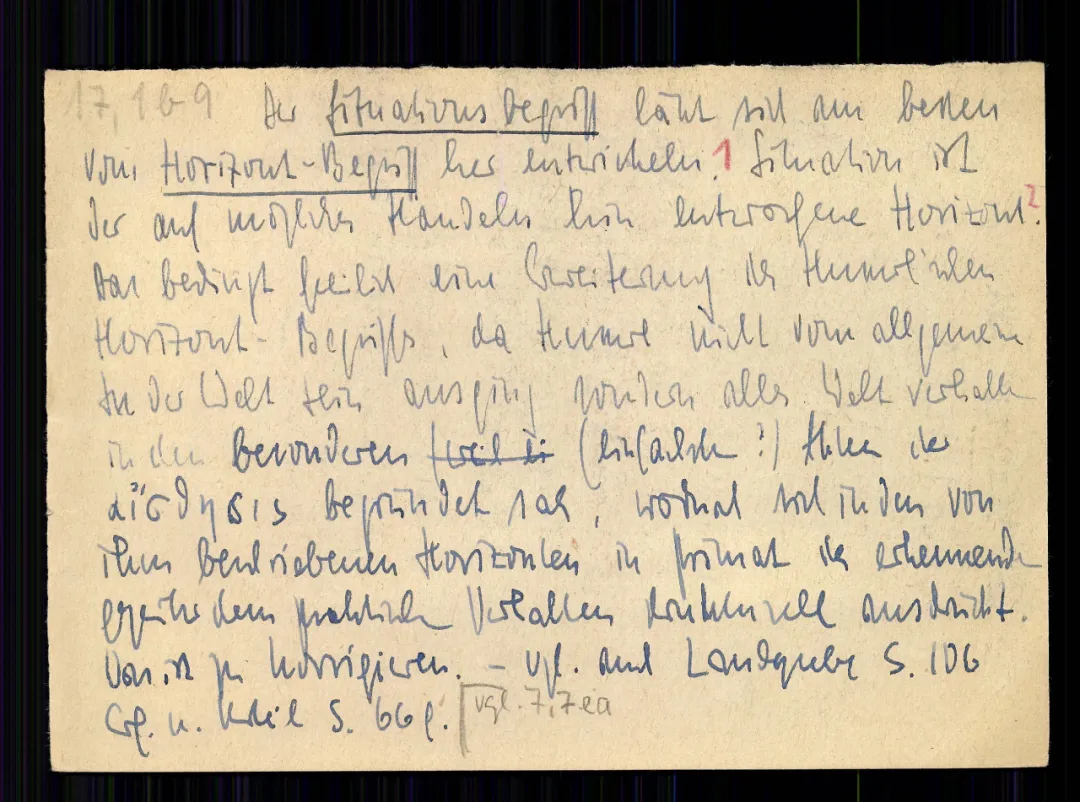 17,1b9 Der Situationsbegriff läßt sich am besten
vom Horizont-Begriff her entwickeln.1 Situation ist
der auf mögliches Handeln hin entworfene Horizont.2
Das bedingt freilich eine Erweiterung des Husserlschen
Horizont-Begriffs, da Husserl nicht vom allgemeinen
In der Welt sein ausging sondern alles Weltverhalten
in den besonderen (einfachen?) Akten der
αἴσθησις begründet sah, wodurch sich in den von
ihm beschriebenen Horizonten ein Primat des erkennenden
gegenüber dem praktischen Verhalten strukturell ausdrückt.
Das ist zu korrigieren. – vgl. auch Landgrebe S. 106
Erf. u. Urteil S. 66f. vgl. 7,7ea